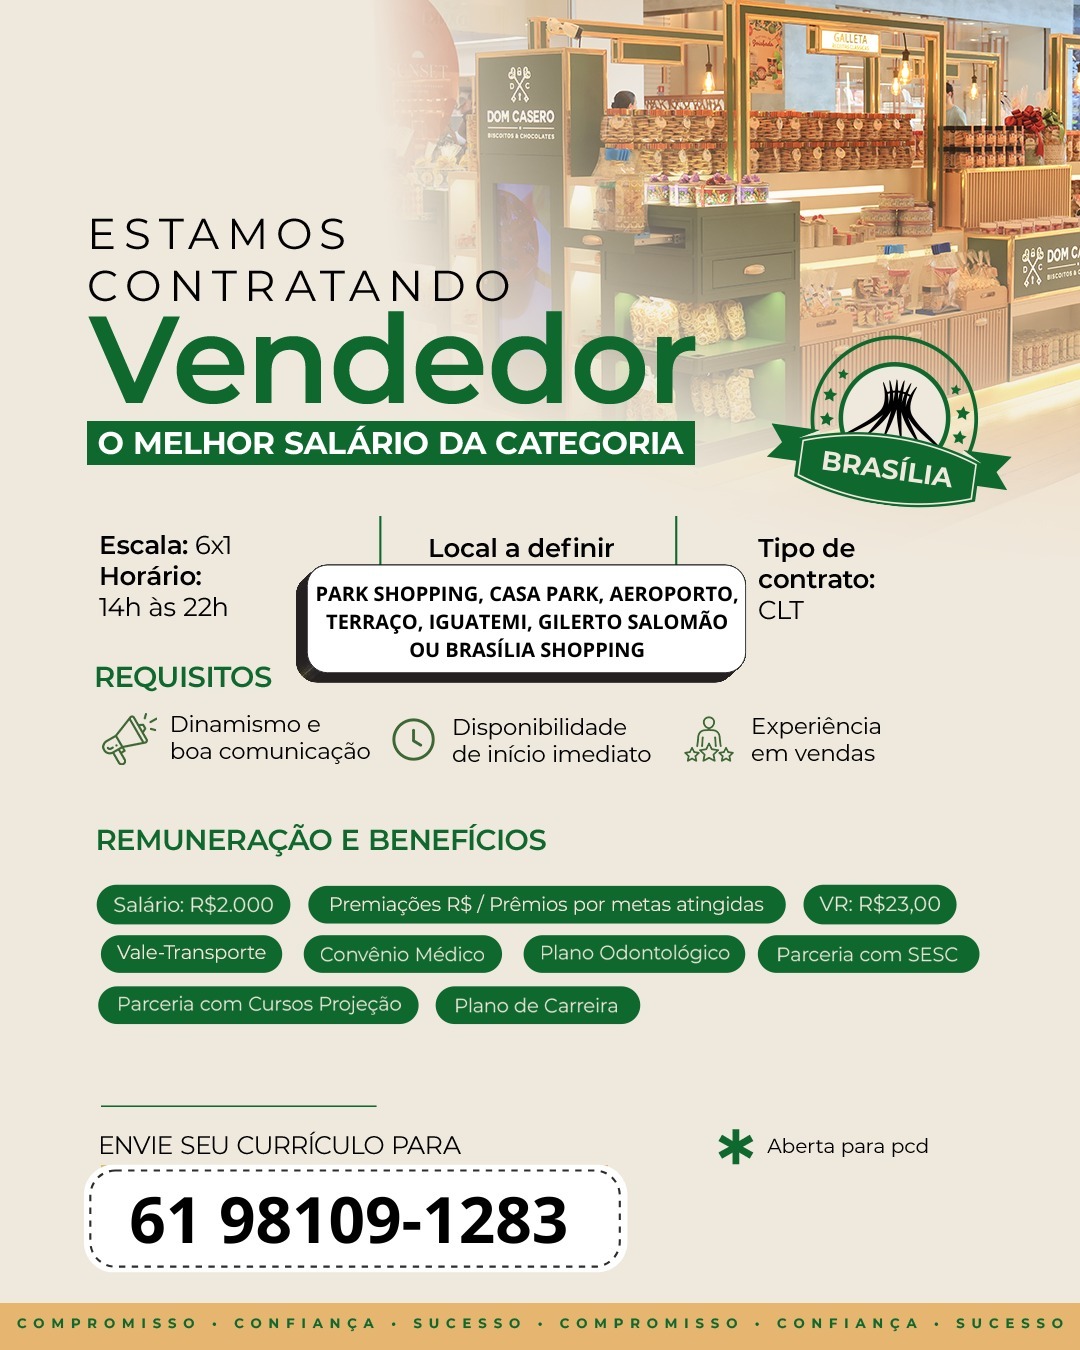 GALLETA
DOM CASERO
BISCOITOS & CHOCOLATES
ESTAMOS
CONTRATANDO
Vendedor
O MELHOR SALÁRIO DA CATEGORIA
BRASÍLIA
Escala: 6x1
Horário:
14h às 22h
Local a definir
PARK SHOPPING, CASA PARK, AEROPORTO,
TERRAÇO, IGUATEMI, GILERTO SALOMÃO
OU BRASÍLIA SHOPPING
Tipo de
contrato:
CLT
REQUISITOS
Dinamismo e
boa comunicação
Disponibilidade
de início imediato
Experiência
em vendas
REMUNERAÇÃO E BENEFÍCIOS
Salário: R$2.000
Premiações R$ / Prêmios por metas atingidas
VR: R$23,00
Vale-Transporte
Convênio Médico
Plano Odontológico
Parceria com SESC
Parceria com Cursos Projeção
Plano de Carreira
ENVIE SEU CURRÍCULO PARA
61 98109-1283
Aberta para pcd
COMPROMISSO • CONFIANÇA • SUCESSO • COMPROMISSO • CONFIANÇA • SUCESSO